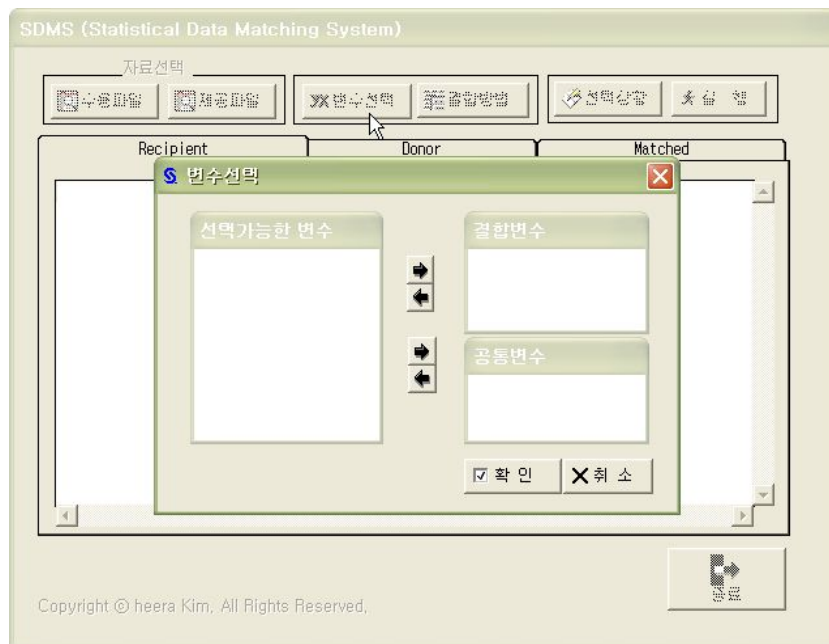 SDMS (Statistical Data Matching System)
자료선택
수용파일 제공파일 YX 변수선택 결합방법 선택상황 실 행
Recipient Donor Matched
S 변수선택
선택가능한 변수 결합변수
공통변수
확 인 취 소
종료
Copyright ⓒ heera Kim, All Rights Reserved,